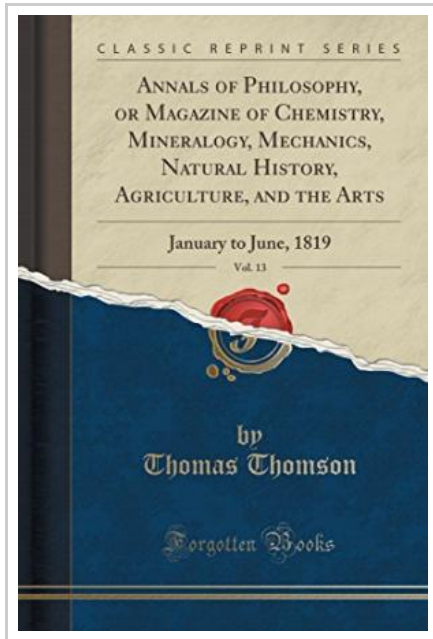 CLASSIC REPRINT SERIES
ANNALS OF PHILOSOPHY,
OR MAGAZINE OF CHEMISTRY,
MINERALOGY, MECHANICS,
NATURAL HISTORY,
AGRICULTURE, AND THE ARTS
January to June, 1819
Vol. 13
by
Thomas Thomson
Forgotten Books